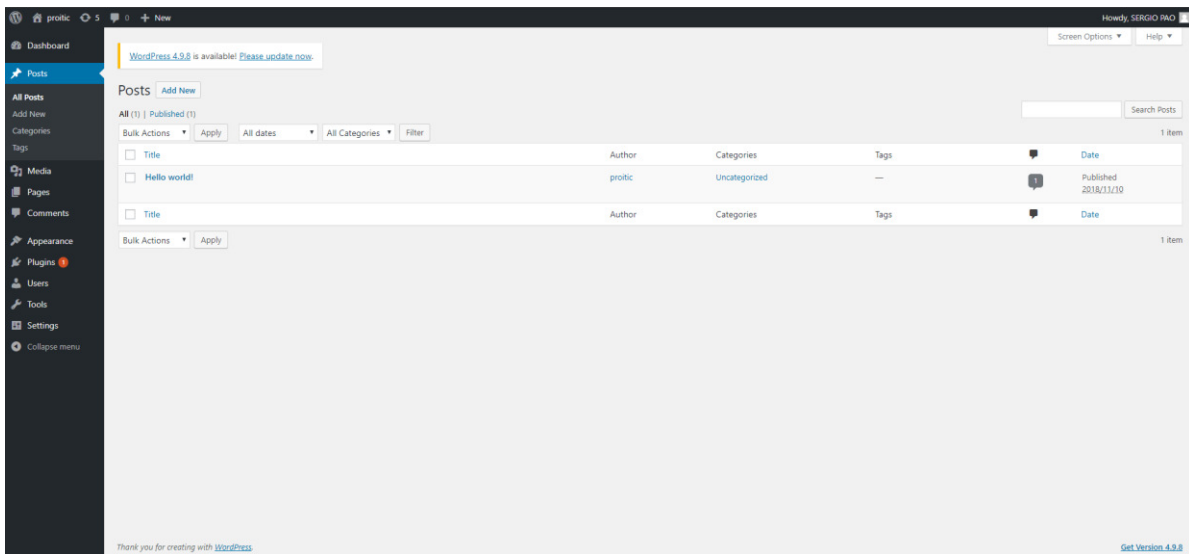 proitic 5 0 + New Howdy, SERGIO PAO
Screen Options Help
Dashboard
Posts
All Posts
Add New
Categories
Tags
Media
Pages
Comments
Appearance
Plugins 1
Users
Tools
Settings
Collapse menu
WordPress 4.9.8 is available! Please update now.
Posts Add New
All (1) | Published (1)
Search Posts
Bulk Actions Apply All dates All Categories Filter 1 item
Title Author Categories Tags Date
Hello world! proitic Uncategorized — 1 Published
2018/11/10
Title Author Categories Tags Date
Bulk Actions Apply 1 item
Thank you for creating with WordPress. Get Version 4.9.8